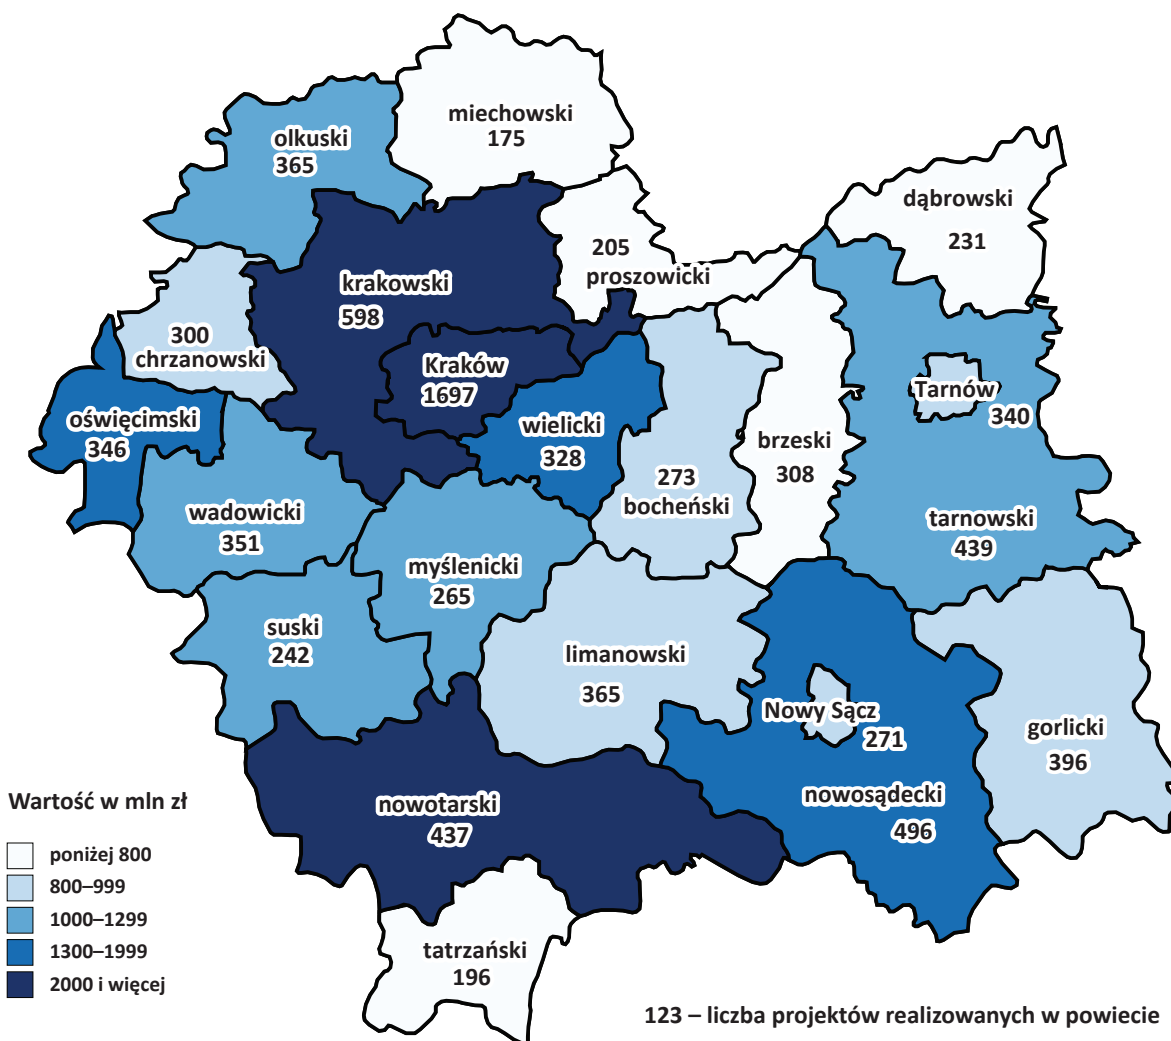 miechowski
175
olkuski
365
dąbrowski
231
205
proszowicki
krakowski
598
300
chrzanowski
Kraków
1697
Tarnów
340
oświęcimski
346
wielicki
328
brzeski
308
273
bocheński
wadowicki
351
tarnowski
439
myślenicki
265
suski
242
limanowski
365
Nowy Sącz
271
gorlicki
396
nowotarski
437
nowosądecki
496
tatrzański
196
Wartość w mln zł
poniżej 800
800–999
1000–1299
1300–1999
2000 i więcej
123 – liczba projektów realizowanych w powiecie